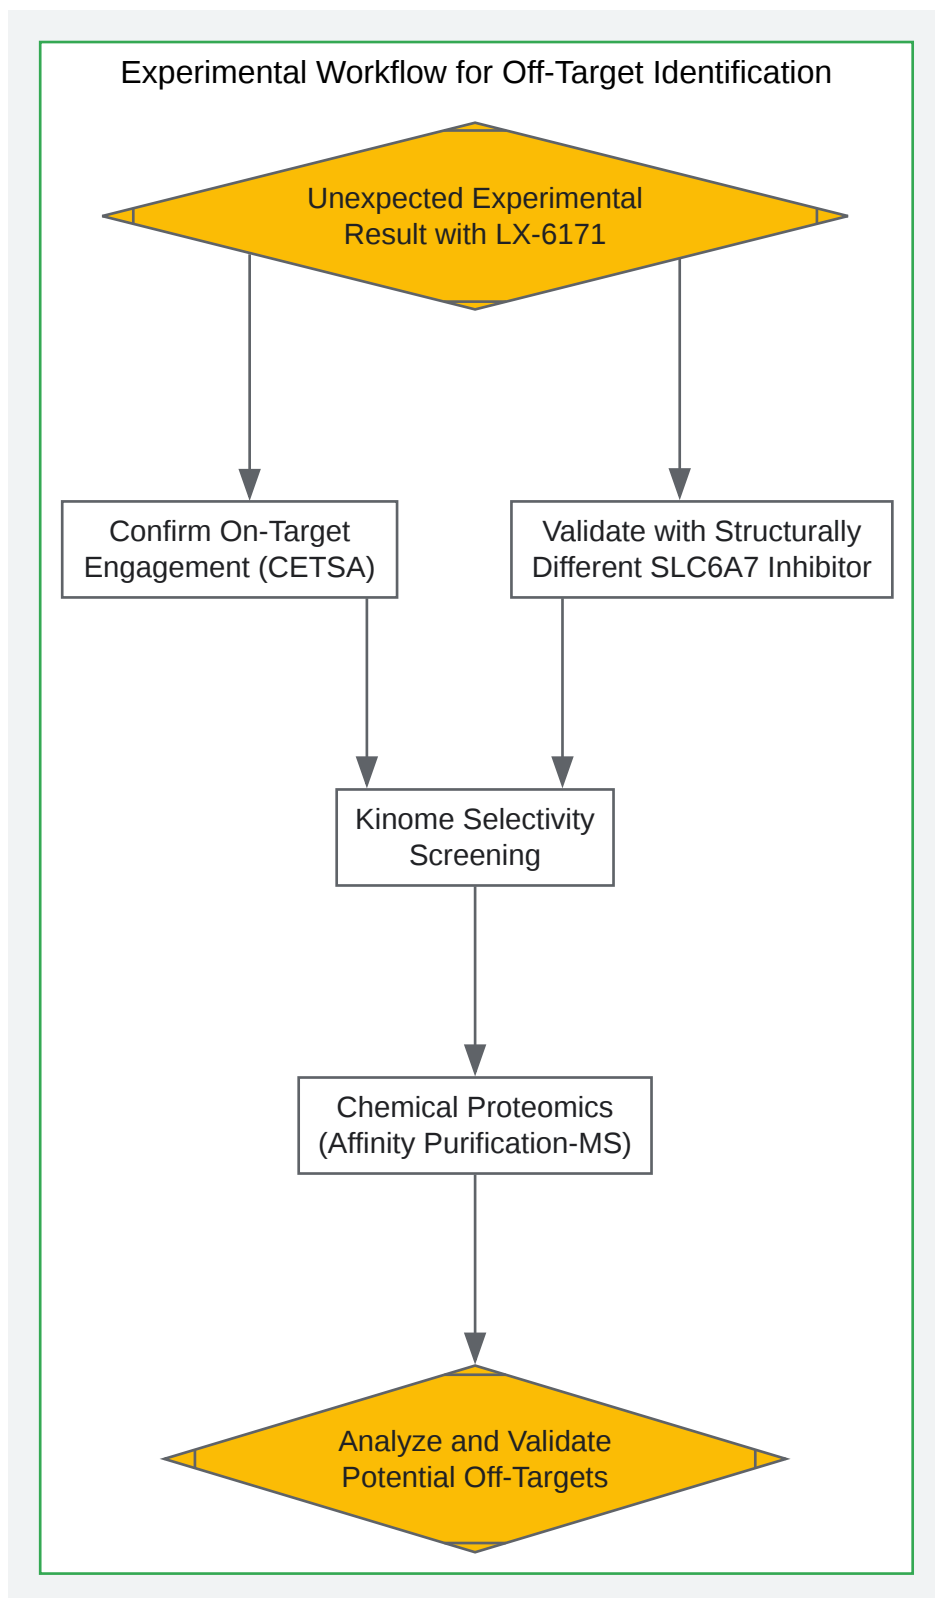 Experimental Workflow for Off-Target Identification
Unexpected Experimental
Result with LX-6171
Confirm On-Target
Engagement (CETSA)
Validate with Structurally
Different SLC6A7 Inhibitor
Kinome Selectivity
Screening
Chemical Proteomics
(Affinity Purification-MS)
Analyze and Validate
Potential Off-Targets